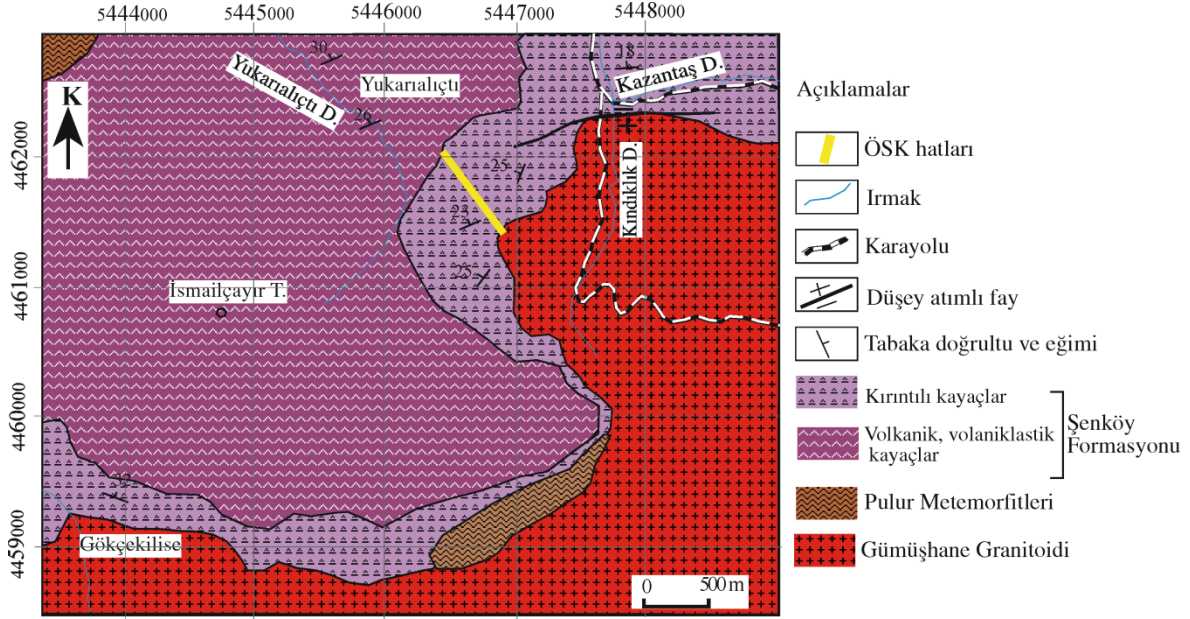 5444000
5445000
5446000
5447000
5448000
4462000
4461000
4460000
4459000
K
30
Yukarıalıçtı D
Yukarıalıçtı
26
18
Kazantaş D.
25
Kındıklık D.
23
25
İsmailçayır T.
32
Gökçekilise
0 500 m
Açıklamalar
ÖSK hatları
Irmak
Karayolu
Düşey atımlı fay
Tabaka doğrultu ve eğimi
Kırıntılı kayaçlar
Volkanik, volaniklastik
kayaçlar
Şenköy
Formasyonu
Pulur Metemorfitleri
Gümüşhane Granitoidi